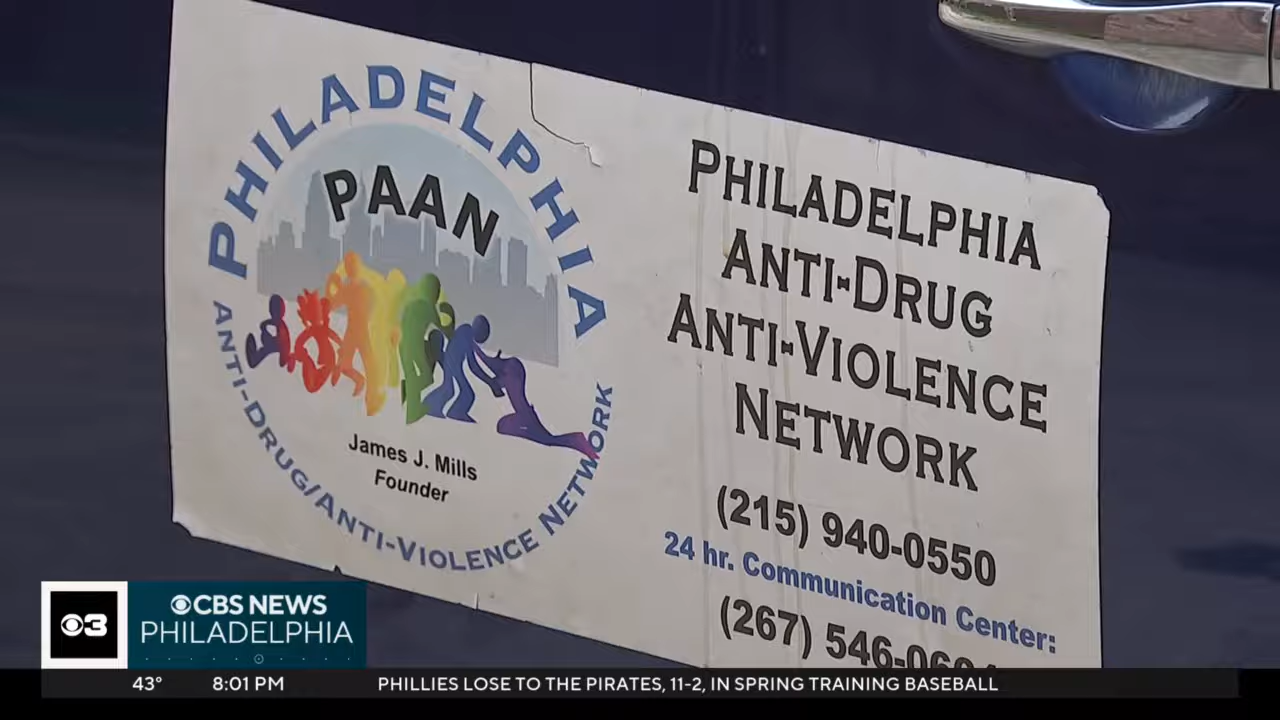 PHILADELPHIA
PAAN
James J. Mills
Founder
ANTI-DRUG/ANTI-VIOLENCE NETWORK
PHILADELPHIA
ANTI-DRUG
ANTI-VIOLENCE
NETWORK
(215) 940-0550
24 hr. Communication Center:
(267)
3 CBS NEWS
PHILADELPHIA
43° 8:01 PM PHILLIES LOSE TO THE PIRATES, 11-2, IN SPRING TRAINING BASEBALL